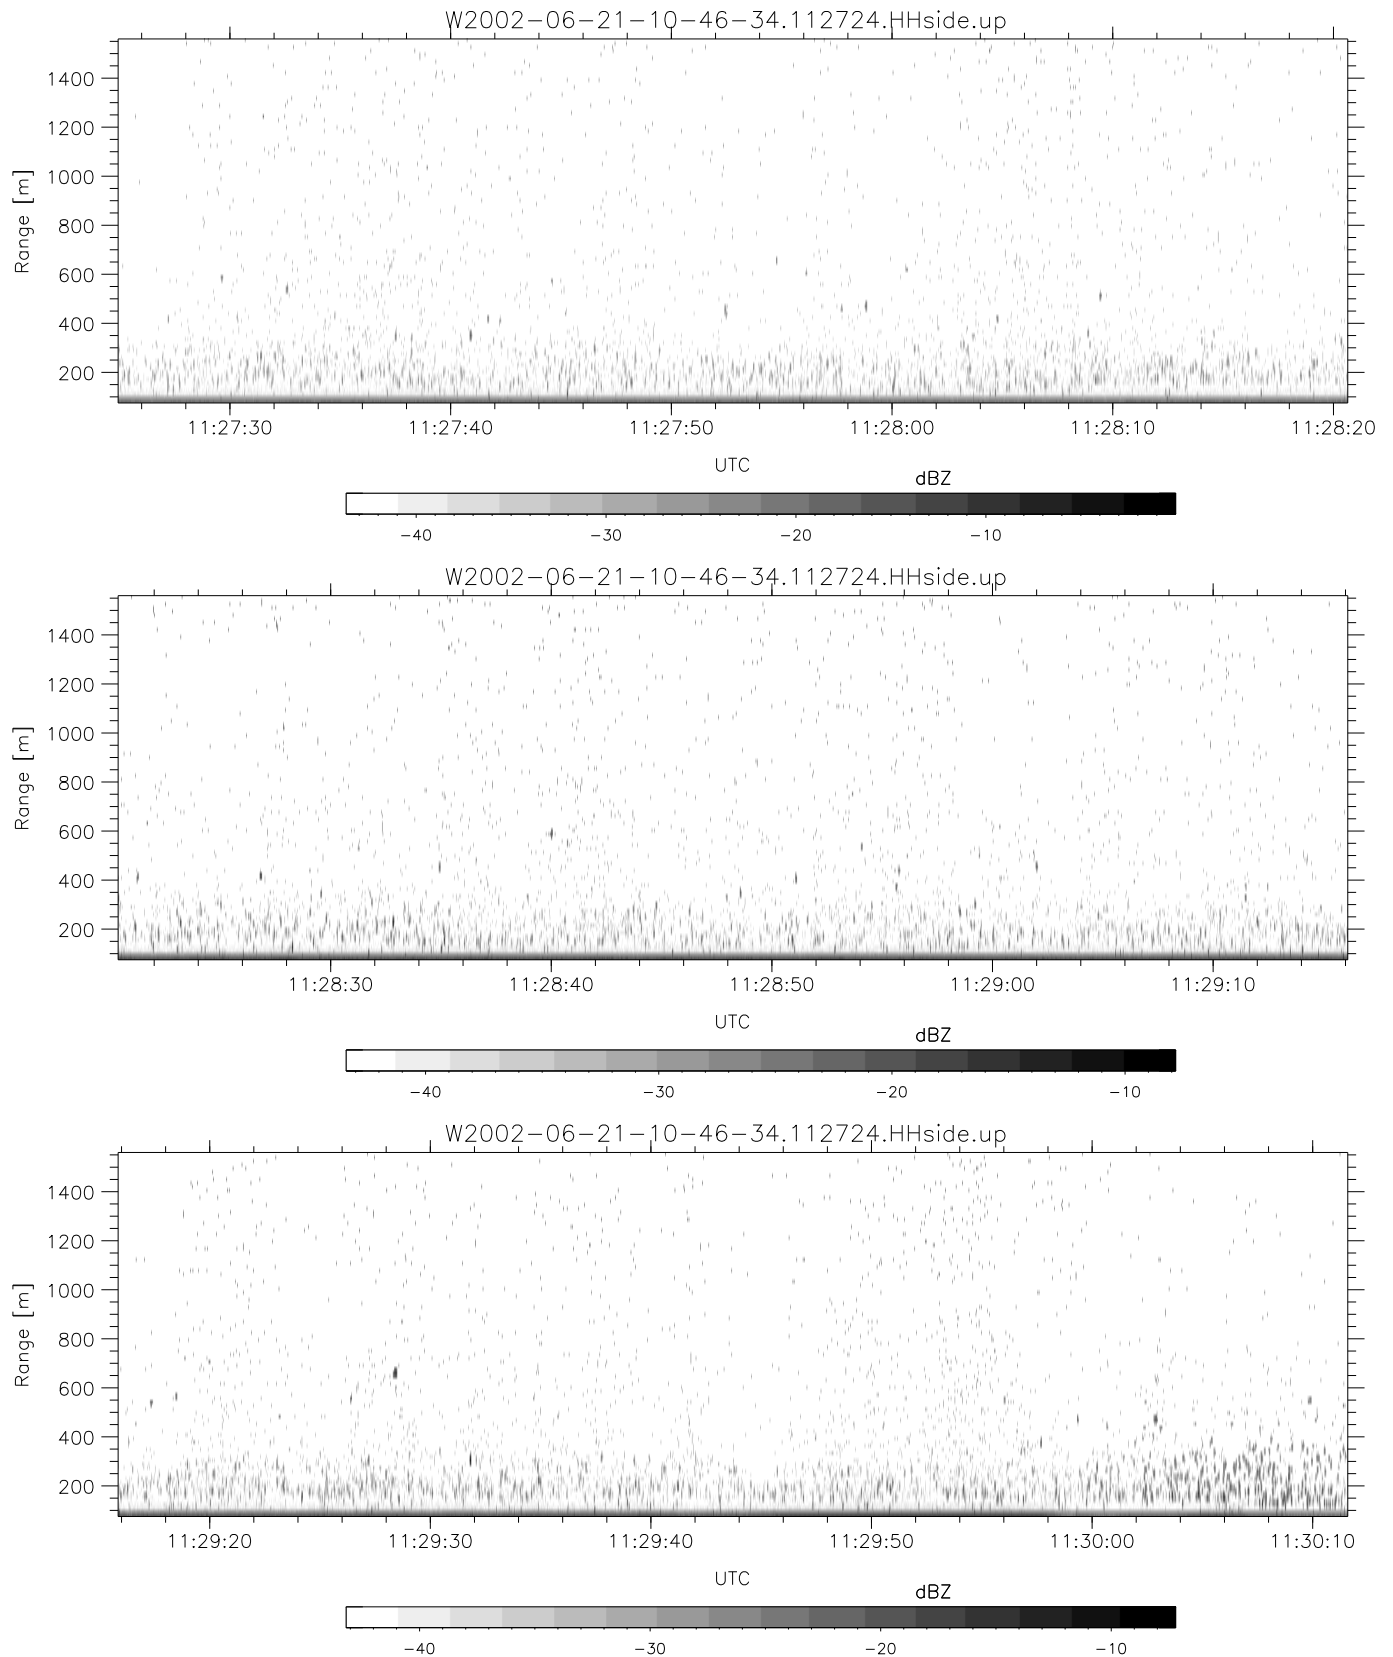 W2002-06-21-10-46-34.112724.HHside.up
1400
1200
1000
800
600
400
200
Range [m]
11:27:30 11:27:40 11:27:50 11:28:00 11:28:10 11:28:20
UTC
dBZ
-40 -30 -20 -10
W2002-06-21-10-46-34.112724.HHside.up
1400
1200
1000
800
600
400
200
Range [m]
11:28:30 11:28:40 11:28:50 11:29:00 11:29:10
UTC
dBZ
-40 -30 -20 -10
W2002-06-21-10-46-34.112724.HHside.up
1400
1200
1000
800
600
400
200
Range [m]
11:29:20 11:29:30 11:29:40 11:29:50 11:30:00 11:30:10
UTC
dBZ
-40 -30 -20 -10